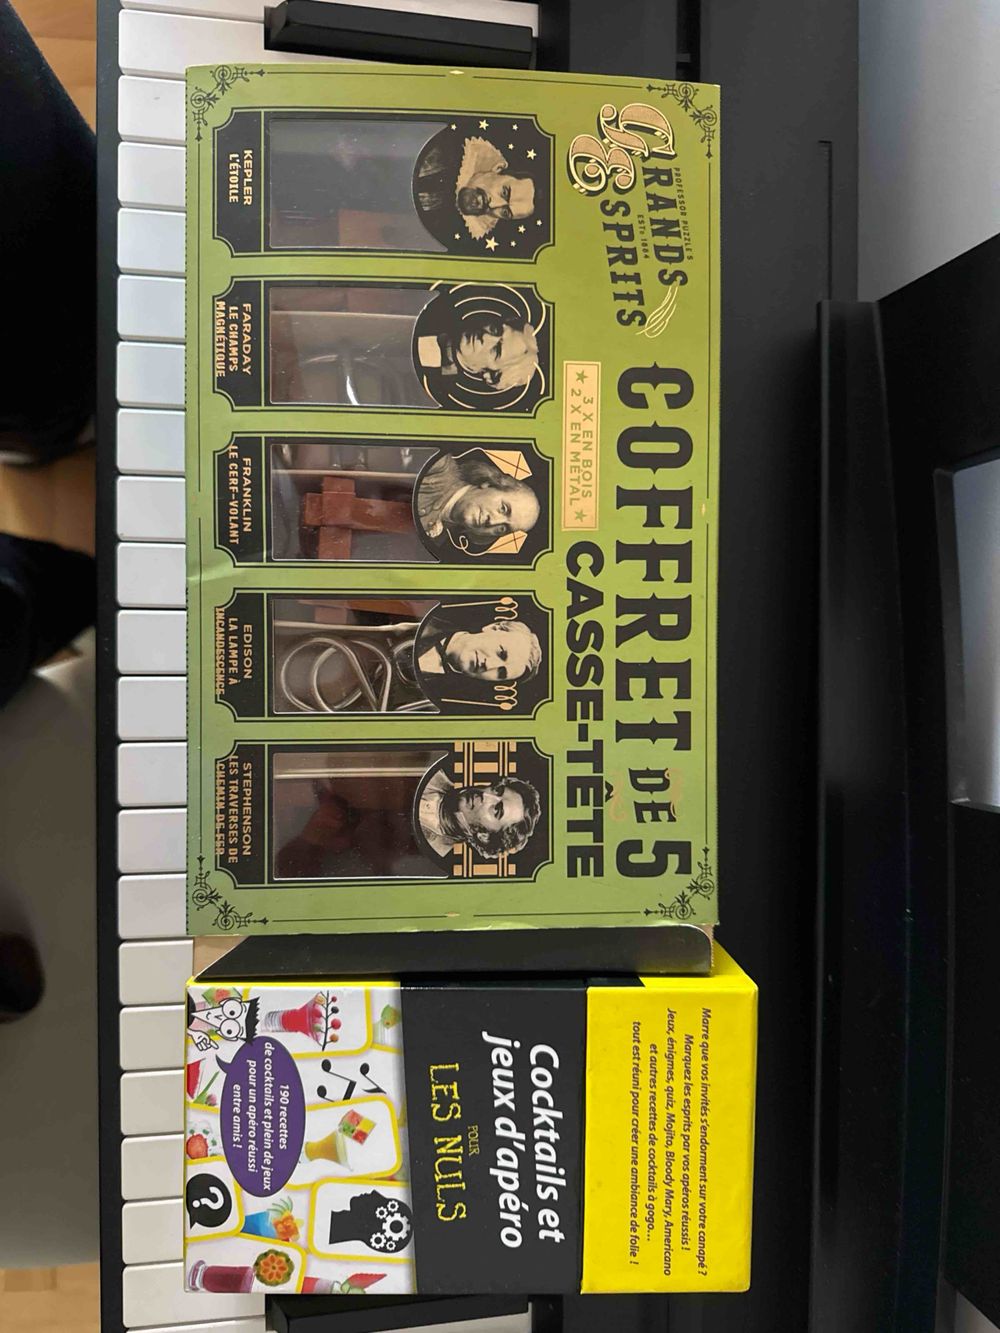 PROFESSOR PUZZLE'S
GRANDS
ESTD 1884
ESPRITS
COFFRET DE 5
CASSE-TÊTE
★ 3 X EN BOIS
2 X EN MÉTAL ★
KEPLER
L'ÉTOILE
FARADAY
LE CHAMPS
MAGNÉTIQUE
FRANKLIN
LE CERF-VOLANT
EDISON
LA LAMPE À
INCANDESCENCE
STEPHENSON
LES TRAVERSES DE
CHEMIN DE FER
Marre que vos invités s'endorment sur votre canapé ?
Marquez les esprits par vos apéros réussis !
Jeux, énigmes, quiz, Mojito, Bloody Mary, Americano
et autres recettes de cocktails à gogo...
tout est réuni pour créer une ambiance de folie !
Cocktails et
jeux d'apéro
POUR
LES NULS
190 recettes
de cocktails et plein de jeux
pour un apéro réussi
entre amis !
?